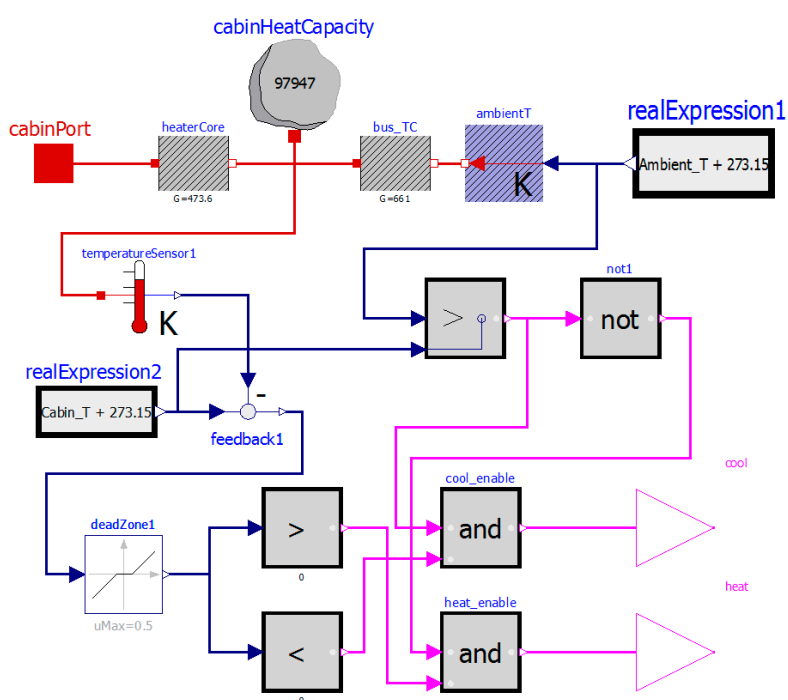 cabinHeatCapacity
97947
cabinPort
heaterCore
bus_TC
ambientT
realExpression1
K
Ambient_T + 273.15
G=473.6
G=661
temperatureSensor1
K
>
not1
not
realExpression2
Cabin_T + 273.15
-
feedback1
cool
cool_enable
deadZone1
>
and
0
uMax=0.5
heat
heat_enable
<
and
0